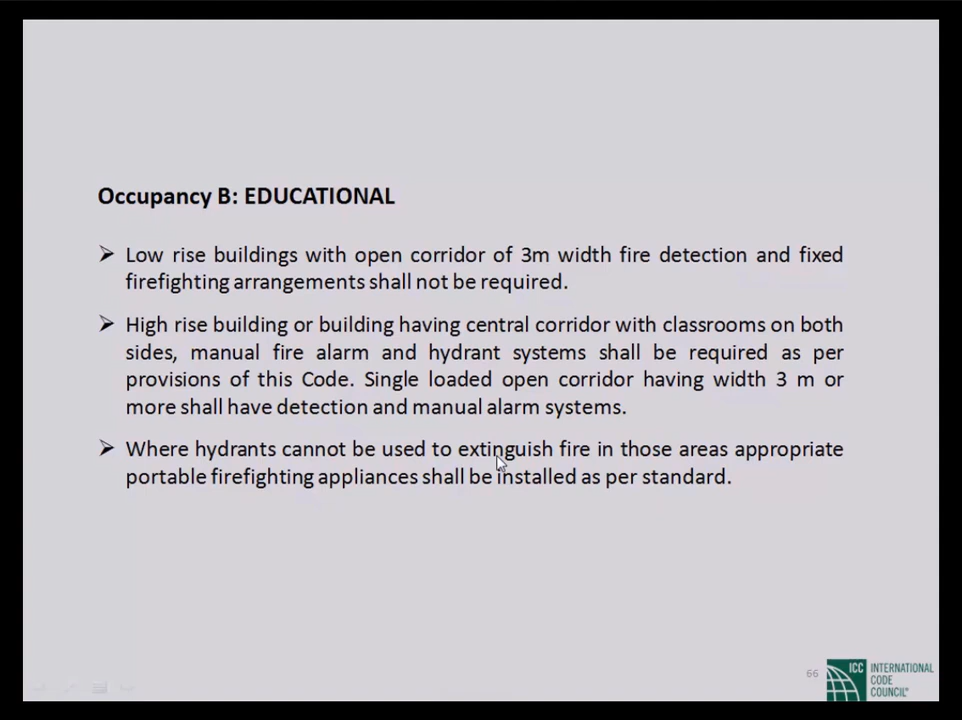 Occupancy B: EDUCATIONAL
➢ Low rise buildings with open corridor of 3m width fire detection and fixed
firefighting arrangements shall not be required.
➢ High rise building or building having central corridor with classrooms on both
sides, manual fire alarm and hydrant systems shall be required as per
provisions of this Code. Single loaded open corridor having width 3 m or
more shall have detection and manual alarm systems.
➢ Where hydrants cannot be used to extinguish fire in those areas appropriate
portable firefighting appliances shall be installed as per standard.
66
ICC
INTERNATIONAL
CODE
COUNCIL®